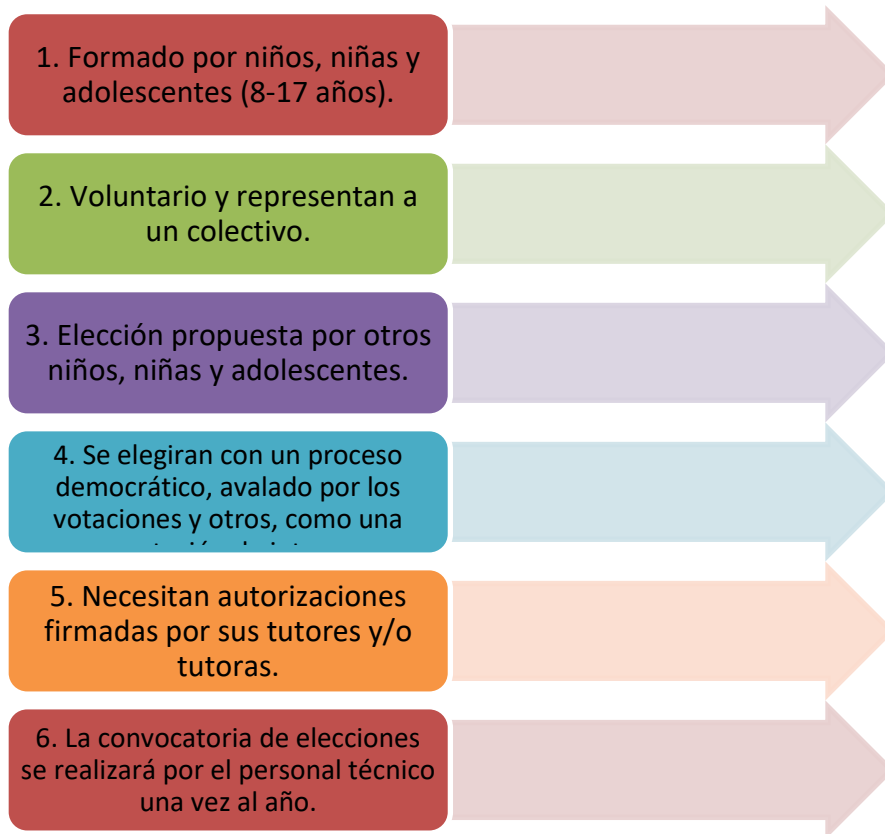 1. Formado por niños, niñas y
adolescentes (8-17 años).
2. Voluntario y representan a
un colectivo.
3. Elección propuesta por otros
niños, niñas y adolescentes.
4. Se elegiran con un proceso
democrático, avalado por los
votaciones y otros, como una
5. Necesitan autorizaciones
firmadas por sus tutores y/o
tutoras.
6. La convocatoria de elecciones
se realizará por el personal técnico
una vez al año.